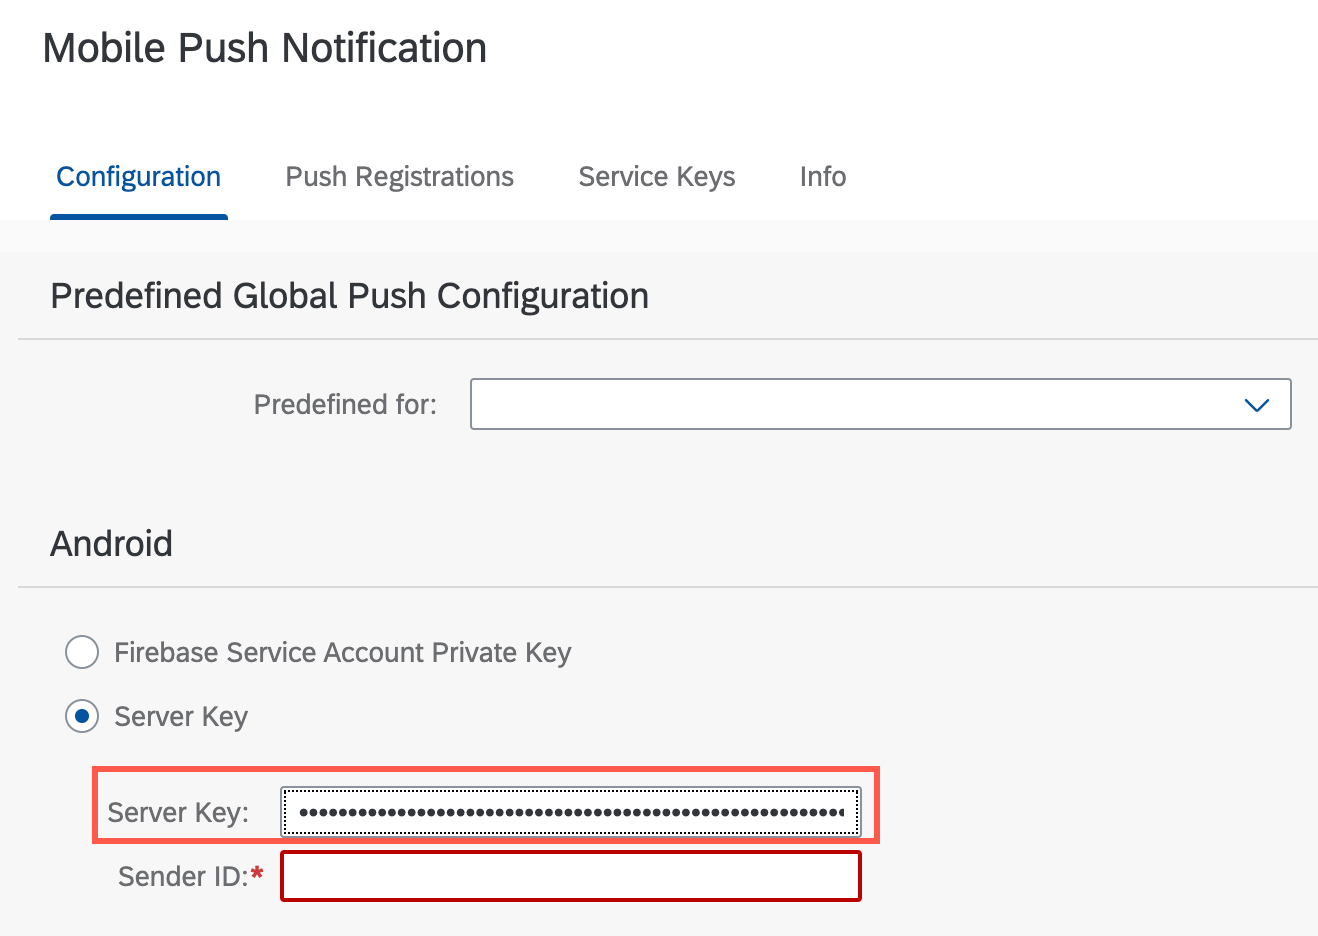 Mobile Push Notification
Configuration Push Registrations Service Keys Info
Predefined Global Push Configuration
Predefined for:
Android
Firebase Service Account Private Key
Server Key
Server Key:
Sender ID:*